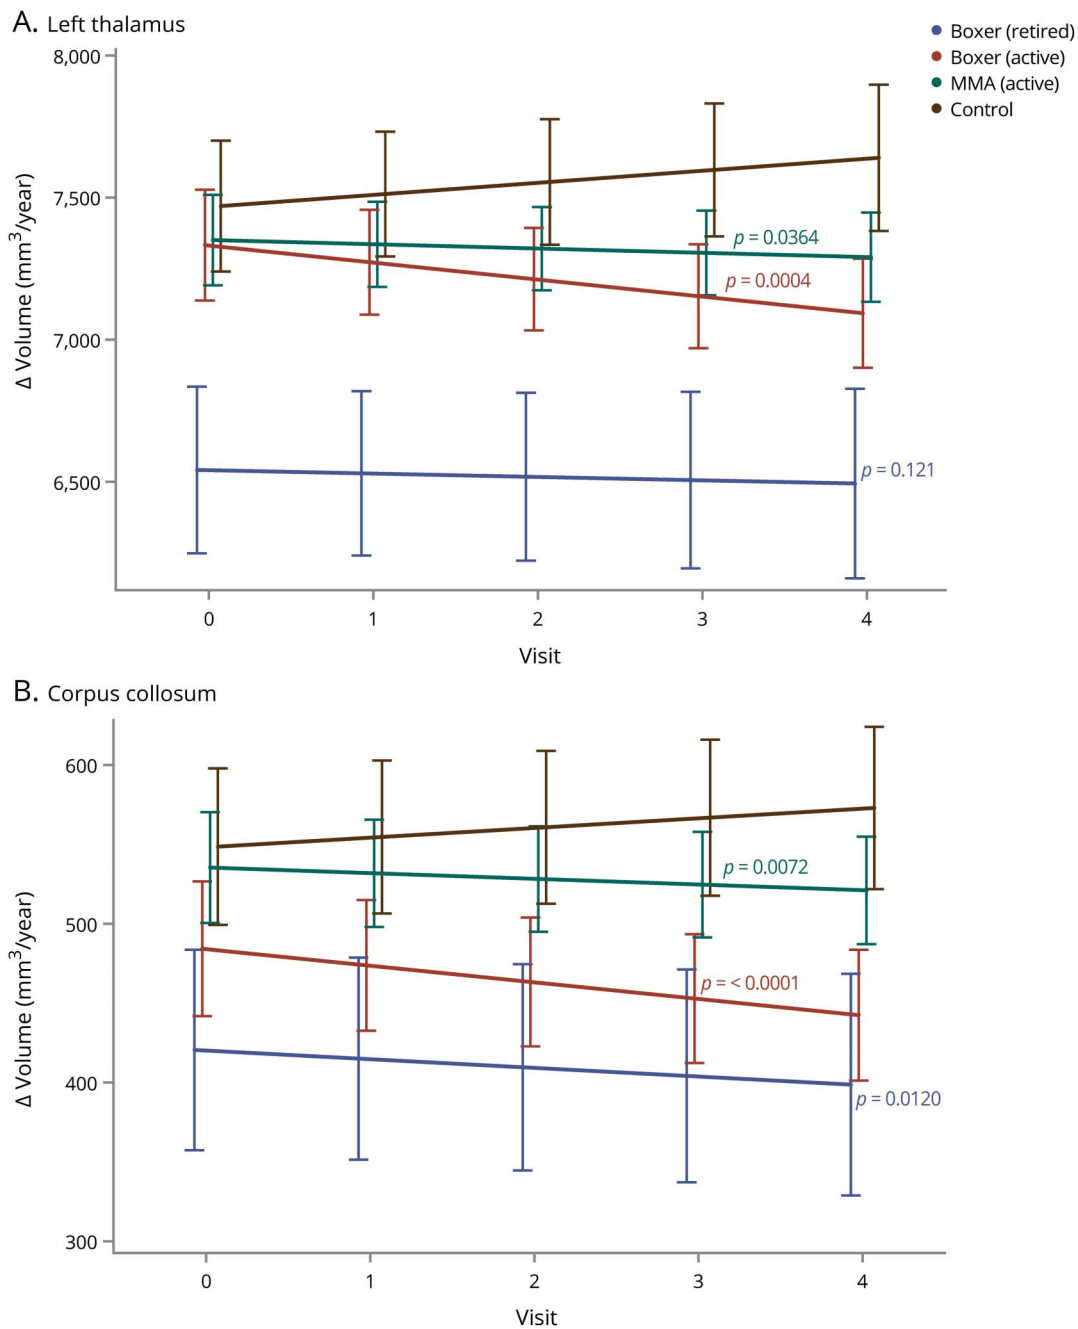 A. Left thalamus
Boxer (retired)
Boxer (active)
MMA (active)
Control
Δ Volume (mm³/year)
8,000
7,500
7,000
6,500
p = 0.0364
p = 0.0004
p = 0.121
0 1 2 3 4
Visit
B. Corpus collosum
Δ Volume (mm³/year)
600
500
400
300
p = 0.0072
p = < 0.0001
p = 0.0120
0 1 2 3 4
Visit